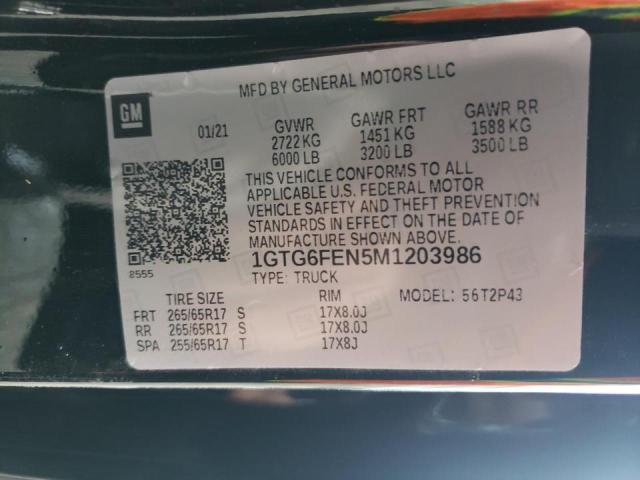 MFD BY GENERAL MOTORS LLC
GM
01/21 GVWR GAWR FRT GAWR RR
2722 KG 1451 KG 1588 KG
6000 LB 3200 LB 3500 LB
THIS VEHICLE CONFORMS TO ALL
APPLICABLE U.S. FEDERAL MOTOR
VEHICLE SAFETY AND THEFT PREVENTION
STANDARDS IN EFFECT ON THE DATE OF
MANUFACTURE SHOWN ABOVE.
8555
1GTG6FEN5M1203986
TYPE: TRUCK
TIRE SIZE RIM MODEL: 56T2P43
FRT 265/65R17 S 17X8.0J
RR 265/65R17 S 17X8.0J
SPA 255/65R17 T 17X8J